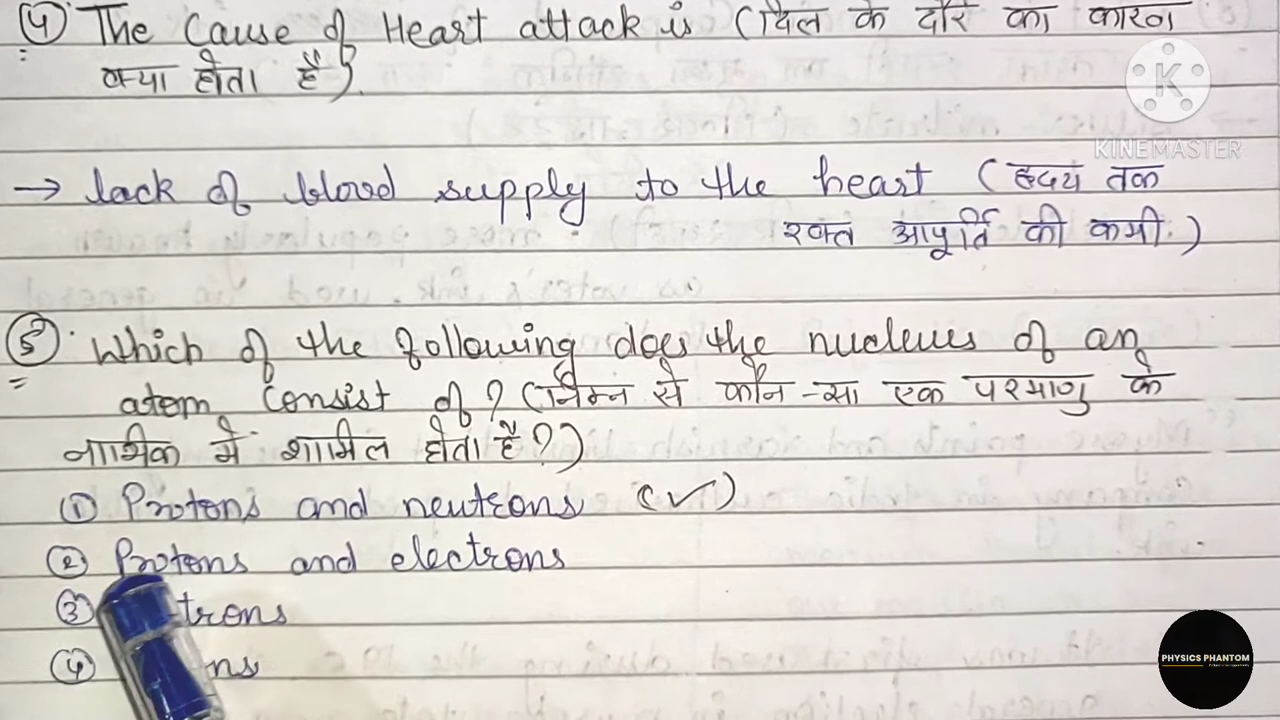 ④ The Cause of Heart attack is (दिल के दौरे का कारण
क्या होता है?)
→ lack of blood supply to the heart (हृदय तक
रक्त आपूर्ति की कमी.)
⑤ Which of the following does the nucleus of an
atom consist of? (निम्न से कौन-सा एक परमाणु के
नाभिक में शामिल होता है?)
① Protons and neutrons (✓)
② Protons and electrons
③ trons
④ ns
KINEMASTER
PHYSICS PHANTOM